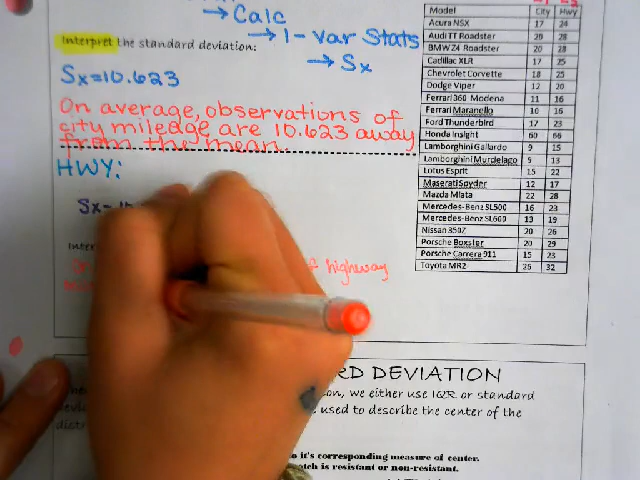 → Calc
→ 1-Var Stats
→ Sx
Interpret the standard deviation:
Sx=10.623
On average, observations of
city mileage are 10.623 away
from the mean.
HWY:
Sx=
highway
Model City Hwy
Acura NSX 17 24
Audi TT Roadster 20 28
BMW Z4 Roadster 20 28
Cadillac XLR 17 25
Chevrolet Corvette 18 25
Dodge Viper 12 20
Ferrari 360 Modena 11 16
Ferrari Maranello 10 16
Ford Thunderbird 17 23
Honda Insight 60 66
Lamborghini Gallardo 9 15
Lamborghini Murcielago 9 13
Lotus Esprit 15 22
Maserati Spyder 12 17
Mazda Miata 22 28
Mercedes-Benz SL500 16 23
Mercedes-Benz SL600 13 19
Nissan 350Z 20 26
Porsche Boxster 20 29
Porsche Carrera 911 15 23
Toyota MR2 26 32
RD DEVIATION
on, we either use IQR or standard
used to describe the center of the
it's corresponding measure of center.
is resistant or non-resistant.